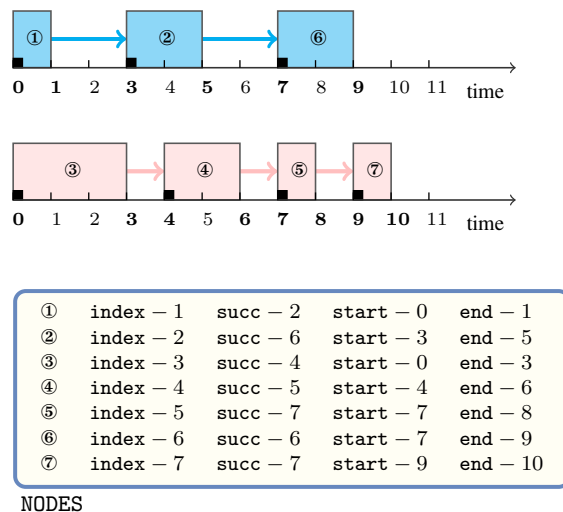 ① ② ⑥
0 1 2 3 4 5 6 7 8 9 10 11 time
③ ④ ⑤ ⑦
0 1 2 3 4 5 6 7 8 9 10 11 time
① index – 1 succ – 2 start – 0 end – 1
② index – 2 succ – 6 start – 3 end – 5
③ index – 3 succ – 4 start – 0 end – 3
④ index – 4 succ – 5 start – 4 end – 6
⑤ index – 5 succ – 7 start – 7 end – 8
⑥ index – 6 succ – 6 start – 7 end – 9
⑦ index – 7 succ – 7 start – 9 end – 10
NODES